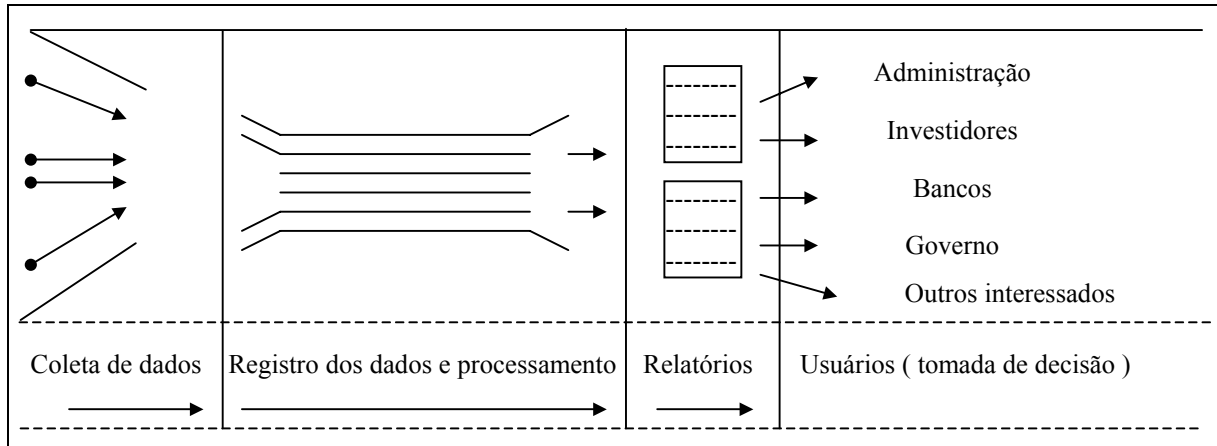 Administração
Investidores
Bancos
Governo
Outros interessados
Coleta de dados
Registro dos dados e processamento
Relatórios
Usuários ( tomada de decisão )